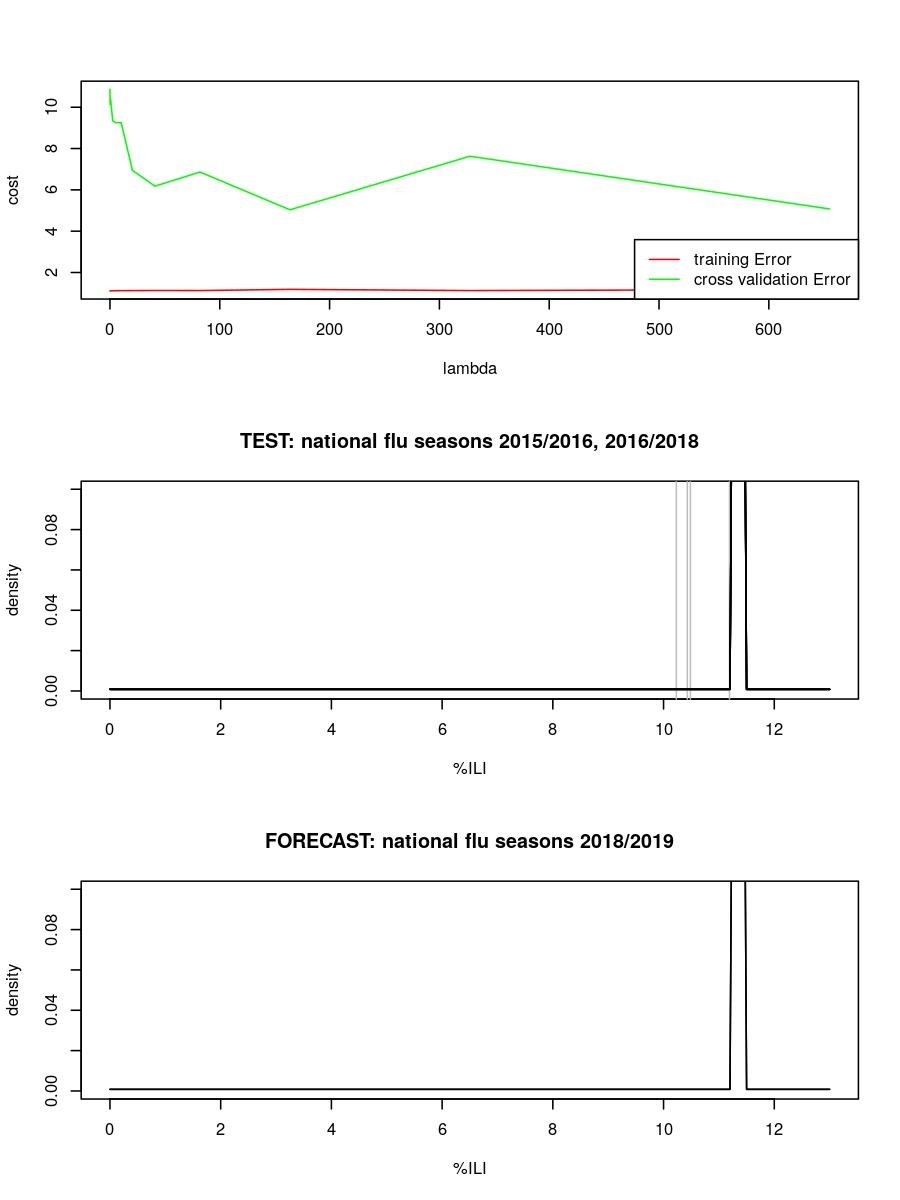 cost
2 4 6 8 10
training Error
cross validation Error
0 100 200 300 400 500 600
lambda
TEST: national flu seasons 2015/2016, 2016/2018
density
0.00 0.04 0.08
0 2 4 6 8 10 12
%ILI
FORECAST: national flu seasons 2018/2019
density
0.00 0.04 0.08
0 2 4 6 8 10 12
%ILI